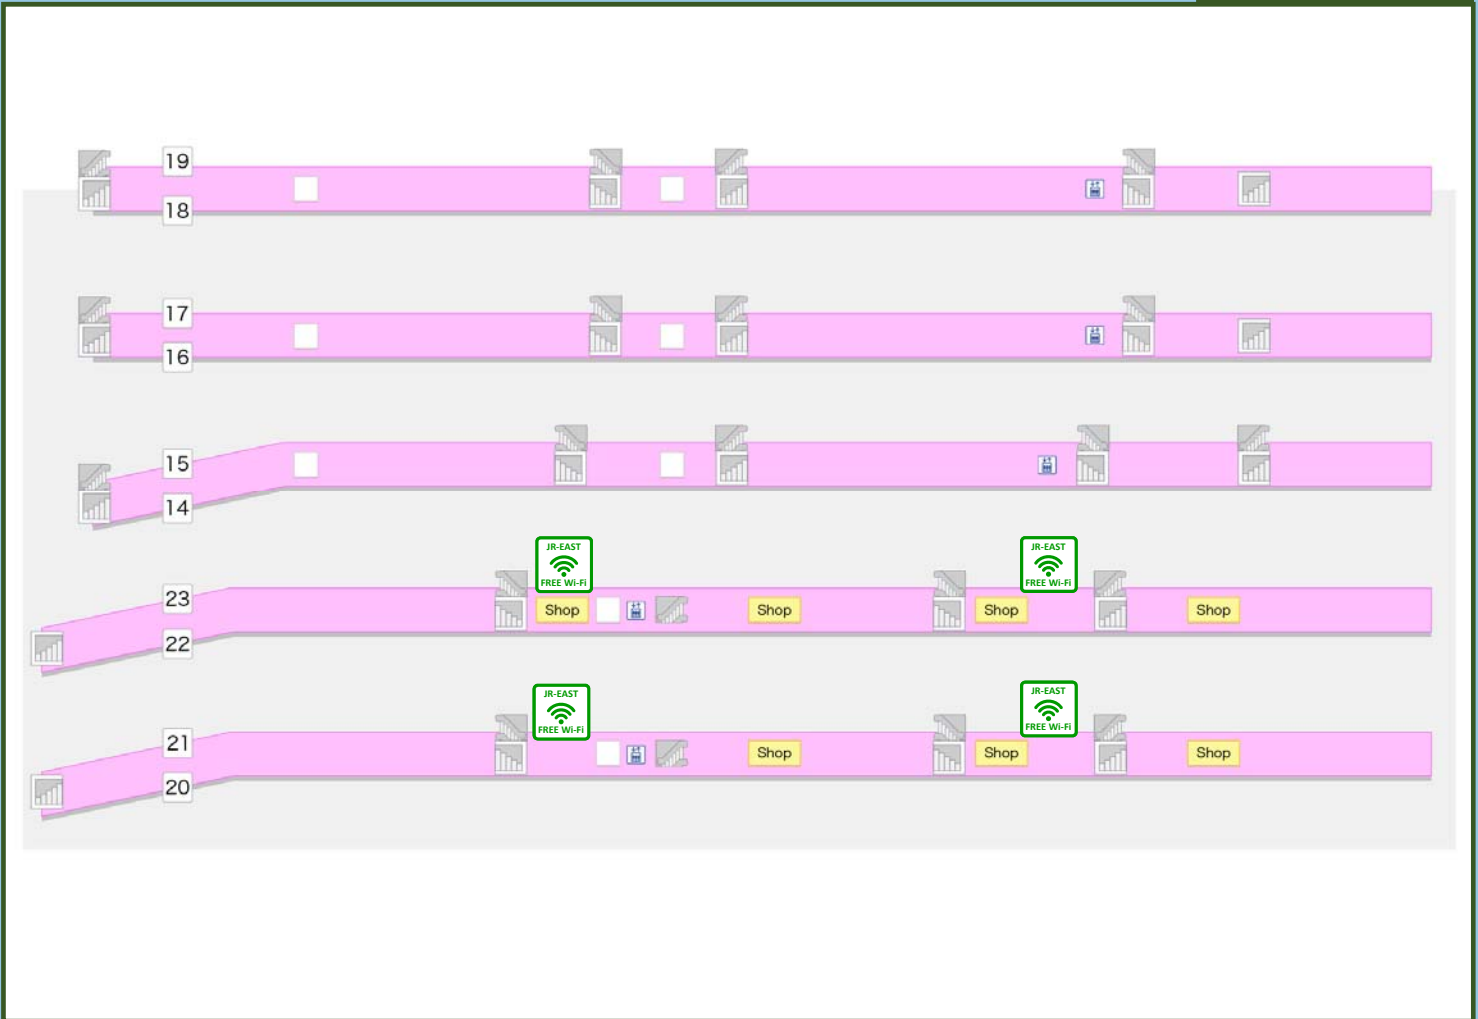 19
18
17
16
15
14
JR-EAST
FREE Wi-Fi
JR-EAST
FREE Wi-Fi
23
22
Shop
Shop
Shop
Shop
JR-EAST
FREE Wi-Fi
JR-EAST
FREE Wi-Fi
21
20
Shop
Shop
Shop